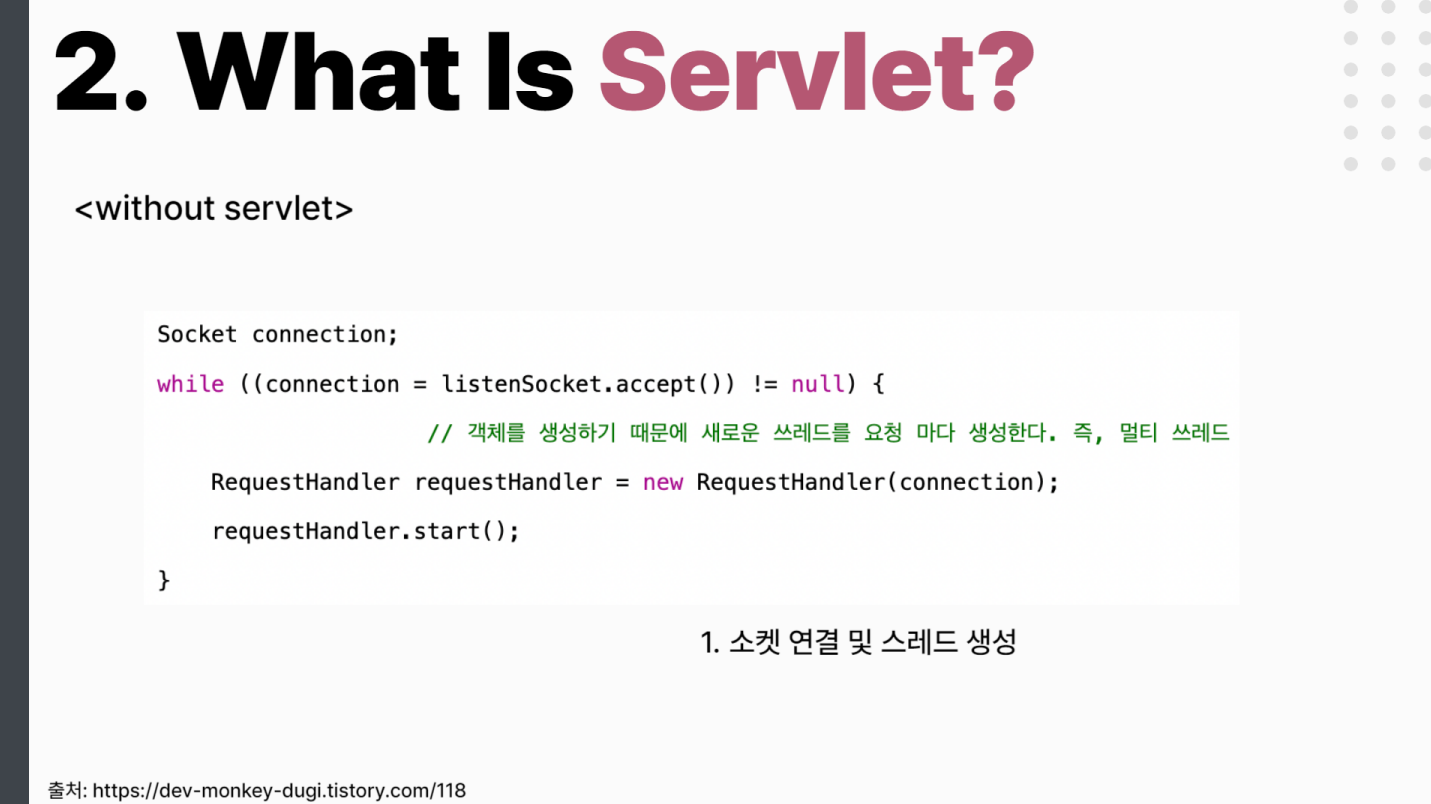 2. What Is Servlet?
<without servlet>
Socket connection;
while ((connection = listenSocket.accept()) != null) {
// 객체를 생성하기 때문에 새로운 쓰레드를 요청 마다 생성한다. 즉, 멀티 쓰레드
RequestHandler requestHandler = new RequestHandler(connection);
requestHandler.start();
}
1. 소켓 연결 및 스레드 생성
출처: https://dev-monkey-dugi.tistory.com/118